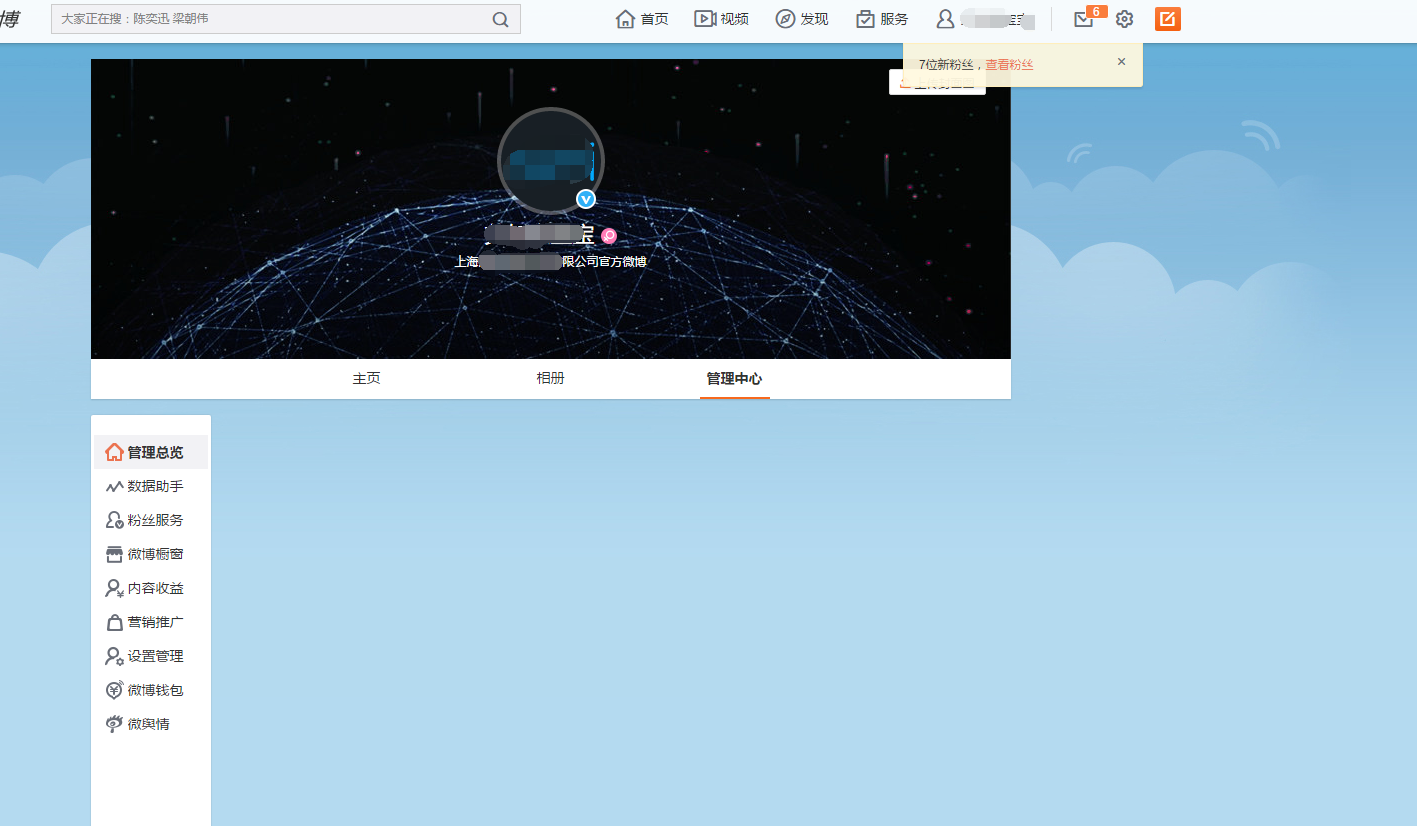 博
大家正在搜：陈奕迅 梁朝伟
首页
视频
发现
服务
6
7位新粉丝，查看粉丝
宝
上海 限公司官方微博
主页
相册
管理中心
管理总览
数据助手
粉丝服务
微博橱窗
内容收益
营销推广
设置管理
微博钱包
微舆情